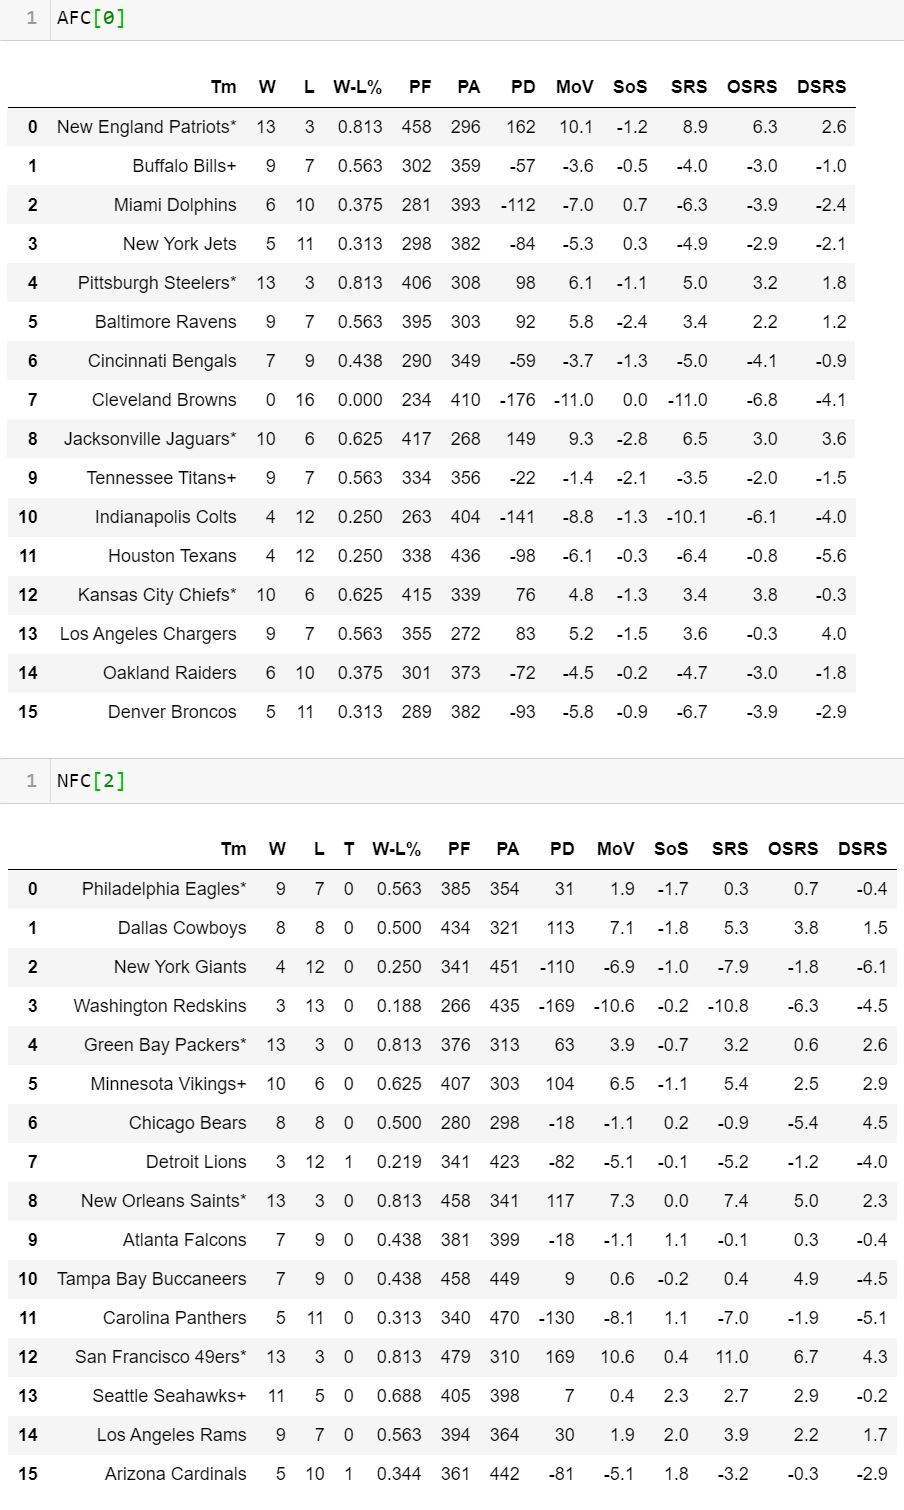 1 AFC[0]
Tm W L W-L% PF PA PD MoV SoS SRS OSRS DSRS
0 New England Patriots* 13 3 0.813 458 296 162 10.1 -1.2 8.9 6.3 2.6
1 Buffalo Bills+ 9 7 0.563 302 359 -57 -3.6 -0.5 -4.0 -3.0 -1.0
2 Miami Dolphins 6 10 0.375 281 393 -112 -7.0 0.7 -6.3 -3.9 -2.4
3 New York Jets 5 11 0.313 298 382 -84 -5.3 0.3 -4.9 -2.9 -2.1
4 Pittsburgh Steelers* 13 3 0.813 406 308 98 6.1 -1.1 5.0 3.2 1.8
5 Baltimore Ravens 9 7 0.563 395 303 92 5.8 -2.4 3.4 2.2 1.2
6 Cincinnati Bengals 7 9 0.438 290 349 -59 -3.7 -1.3 -5.0 -4.1 -0.9
7 Cleveland Browns 0 16 0.000 234 410 -176 -11.0 0.0 -11.0 -6.8 -4.1
8 Jacksonville Jaguars* 10 6 0.625 417 268 149 9.3 -2.8 6.5 3.0 3.6
9 Tennessee Titans+ 9 7 0.563 334 356 -22 -1.4 -2.1 -3.5 -2.0 -1.5
10 Indianapolis Colts 4 12 0.250 263 404 -141 -8.8 -1.3 -10.1 -6.1 -4.0
11 Houston Texans 4 12 0.250 338 436 -98 -6.1 -0.3 -6.4 -0.8 -5.6
12 Kansas City Chiefs* 10 6 0.625 415 339 76 4.8 -1.3 3.4 3.8 -0.3
13 Los Angeles Chargers 9 7 0.563 355 272 83 5.2 -1.5 3.6 -0.3 4.0
14 Oakland Raiders 6 10 0.375 301 373 -72 -4.5 -0.2 -4.7 -3.0 -1.8
15 Denver Broncos 5 11 0.313 289 382 -93 -5.8 -0.9 -6.7 -3.9 -2.9
1 NFC[2]
Tm W L T W-L% PF PA PD MoV SoS SRS OSRS DSRS
0 Philadelphia Eagles* 9 7 0 0.563 385 354 31 1.9 -1.7 0.3 0.7 -0.4
1 Dallas Cowboys 8 8 0 0.500 434 321 113 7.1 -1.8 5.3 3.8 1.5
2 New York Giants 4 12 0 0.250 341 451 -110 -6.9 -1.0 -7.9 -1.8 -6.1
3 Washington Redskins 3 13 0 0.188 266 435 -169 -10.6 -0.2 -10.8 -6.3 -4.5
4 Green Bay Packers* 13 3 0 0.813 376 313 63 3.9 -0.7 3.2 0.6 2.6
5 Minnesota Vikings+ 10 6 0 0.625 407 303 104 6.5 -1.1 5.4 2.5 2.9
6 Chicago Bears 8 8 0 0.500 280 298 -18 -1.1 0.2 -0.9 -5.4 4.5
7 Detroit Lions 3 12 1 0.219 341 423 -82 -5.1 -0.1 -5.2 -1.2 -4.0
8 New Orleans Saints* 13 3 0 0.813 458 341 117 7.3 0.0 7.4 5.0 2.3
9 Atlanta Falcons 7 9 0 0.438 381 399 -18 -1.1 1.1 -0.1 0.3 -0.4
10 Tampa Bay Buccaneers 7 9 0 0.438 458 449 9 0.6 -0.2 0.4 4.9 -4.5
11 Carolina Panthers 5 11 0 0.313 340 470 -130 -8.1 1.1 -7.0 -1.9 -5.1
12 San Francisco 49ers* 13 3 0 0.813 479 310 169 10.6 0.4 11.0 6.7 4.3
13 Seattle Seahawks+ 11 5 0 0.688 405 398 7 0.4 2.3 2.7 2.9 -0.2
14 Los Angeles Rams 9 7 0 0.563 394 364 30 1.9 2.0 3.9 2.2 1.7
15 Arizona Cardinals 5 10 1 0.344 361 442 -81 -5.1 1.8 -3.2 -0.3 -2.9